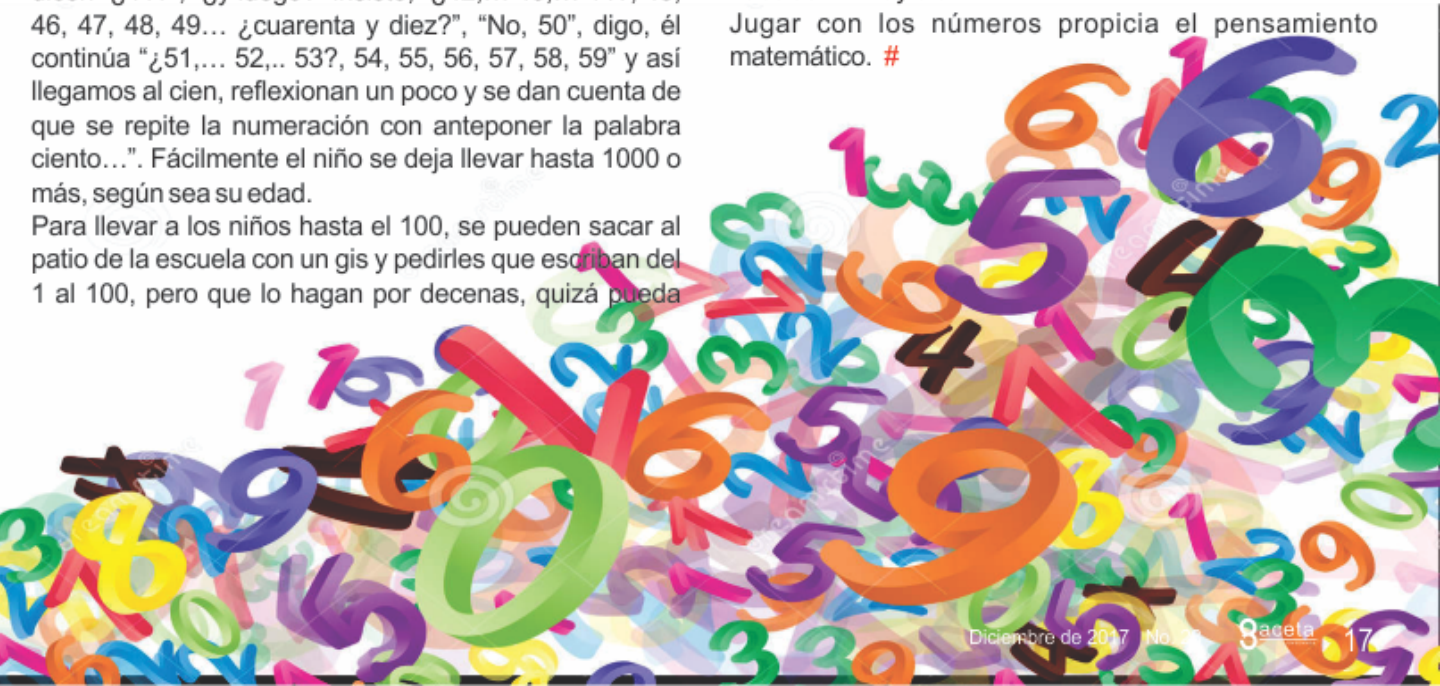 46, 47, 48, 49… ¿cuarenta y diez?”, “No, 50”, digo, él
continúa “¿51,… 52,.. 53?, 54, 55, 56, 57, 58, 59” y así
llegamos al cien, reflexionan un poco y se dan cuenta de
que se repite la numeración con anteponer la palabra
ciento…”. Fácilmente el niño se deja llevar hasta 1000 o
más, según sea su edad.
Para llevar a los niños hasta el 100, se pueden sacar al
patio de la escuela con un gis y pedirles que escriban del
1 al 100, pero que lo hagan por decenas, quizá pueda
Jugar con los números propicia el pensamiento
matemático. #
Diciembre de 2017 No
gaceta
17